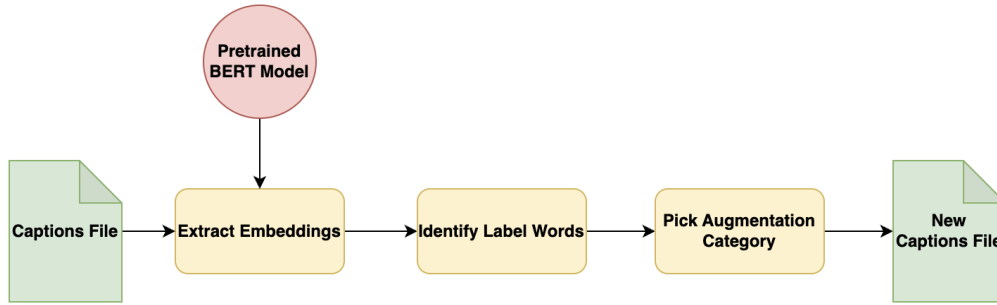 Pretrained
BERT Model
Captions File
Extract Embeddings
Identify Label Words
Pick Augmentation
Category
New
Captions File